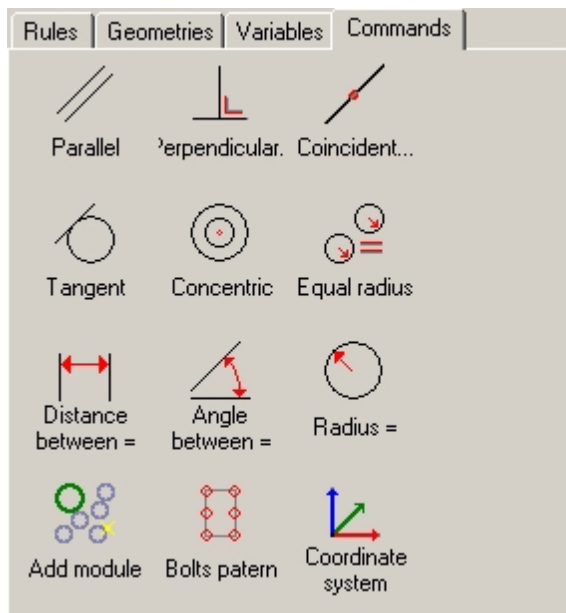 Rules Geometries Variables Commands
Parallel Perpendicular. Coincident...
Tangent Concentric Equal radius
Distance between = Angle between = Radius =
Add module Bolts patern Coordinate system